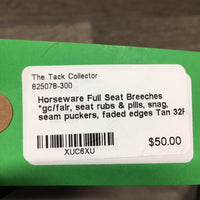 The Tack Collector
825078-300
Horseware Full Seat Breeches
*gc/fair, seat rubs & pills, snag,
seam puckers, faded edges Tan 32R
$50.00
XUC6XU